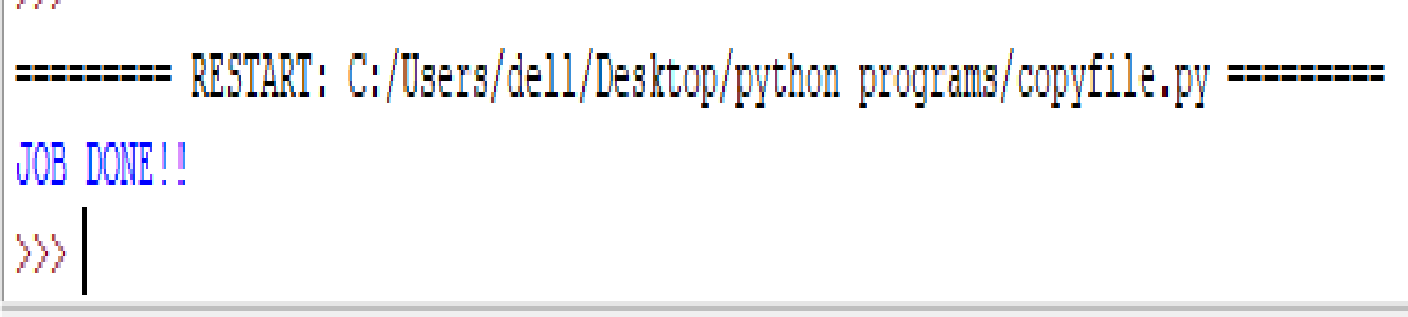 >>>
========= RESTART: C:/Users/dell/Desktop/python programs/copyfile.py =========
JOB DONE!!
>>>